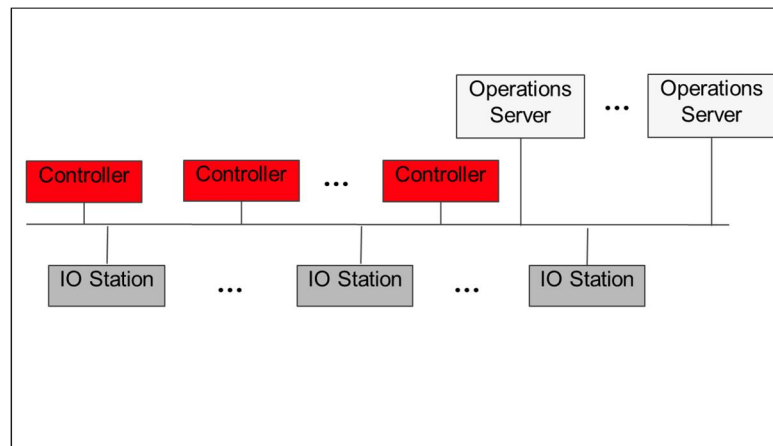 Operations
Server
...
Operations
Server
Controller
Controller
...
Controller
IO Station
...
IO Station
...
IO Station